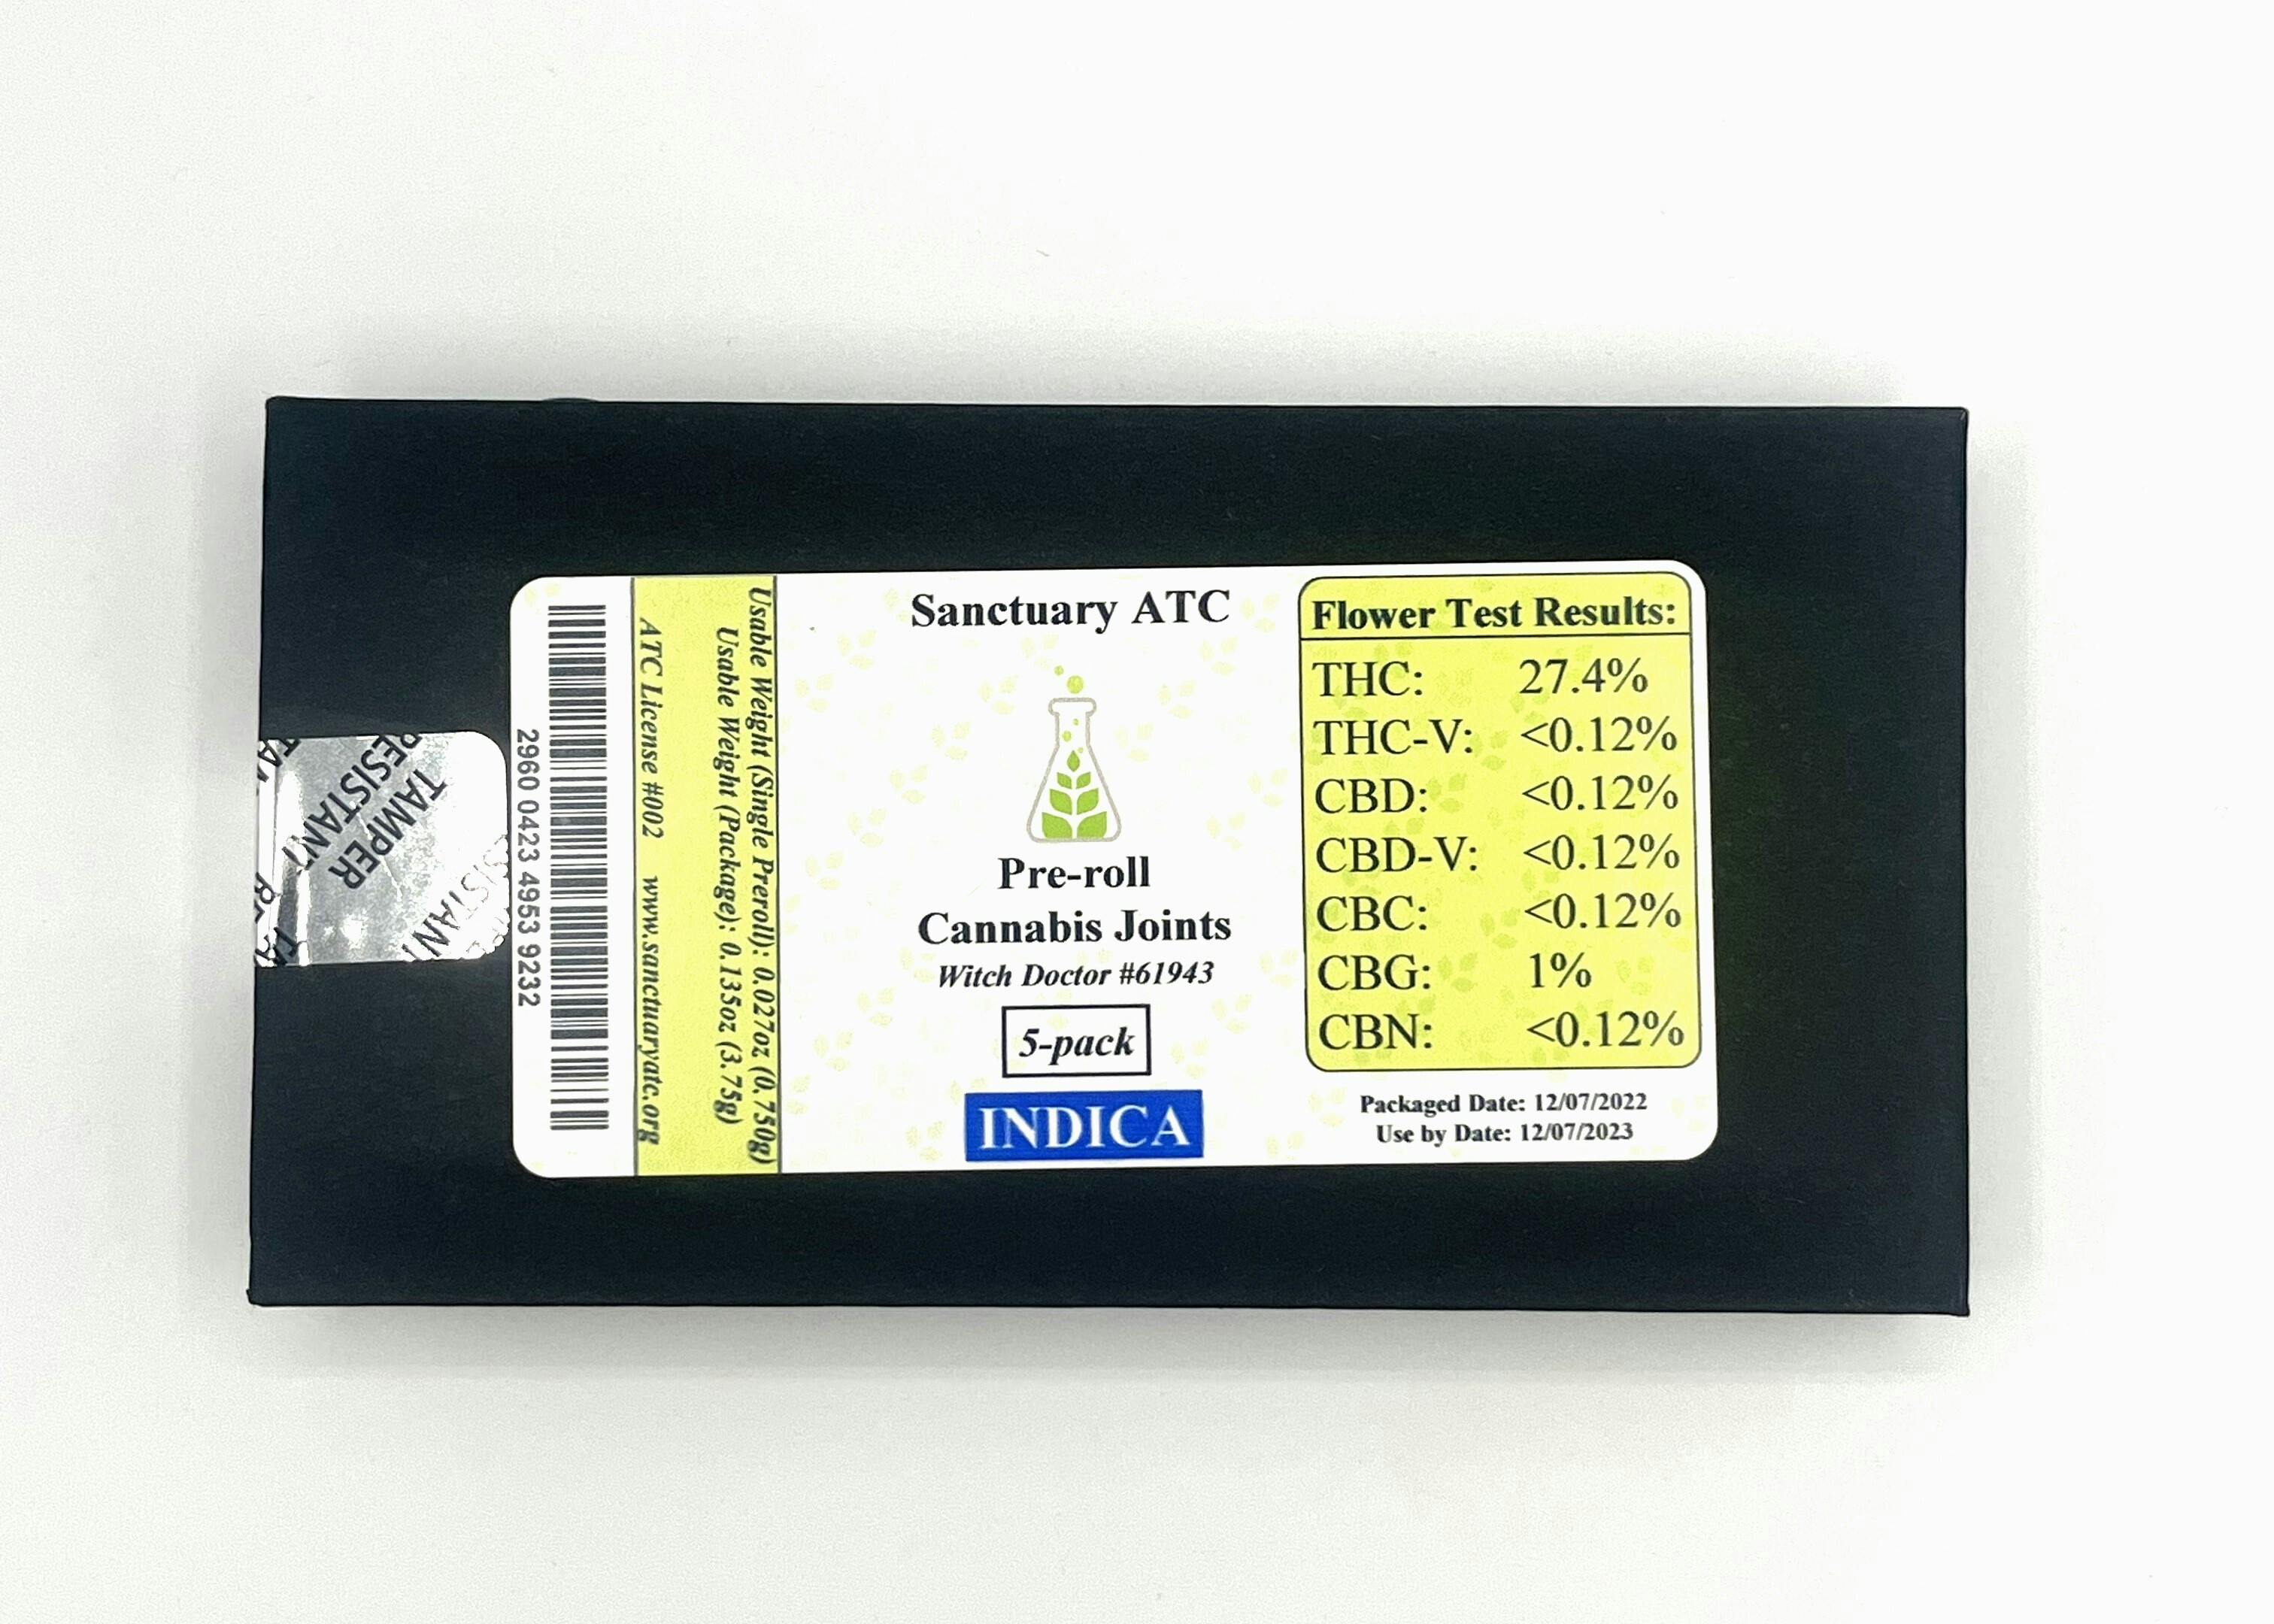 Sanctuary ATC
Pre-roll
Cannabis Joints
Witch Doctor #61943
5-pack
INDICA
Flower Test Results:
THC: 27.4%
THC-V: <0.12%
CBD: <0.12%
CBD-V: <0.12%
CBC: <0.12%
CBG: 1%
CBN: <0.12%
Packaged Date: 12/07/2022
Use by Date: 12/07/2023
Usable Weight (Single Preroll): 0.027oz (0.750g)
Usable Weight (Package): 0.135oz (3.75g)
ATC License #002 www.sanctuaryatc.org
2960 0423 4953 9232
TAMPER
RESISTANT